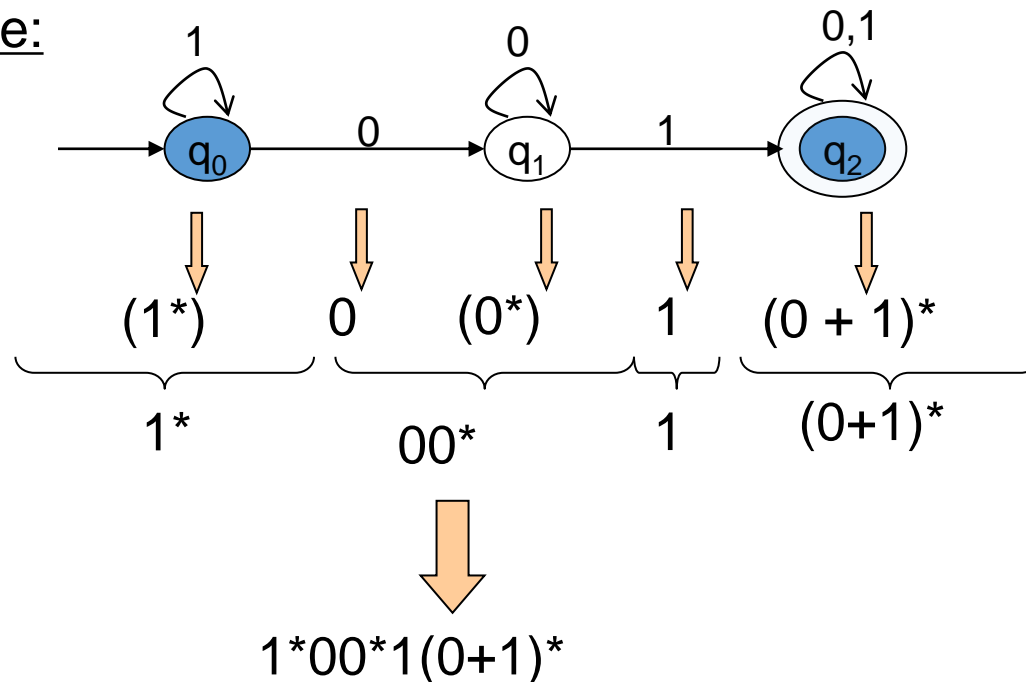 e:
1 0 0,1
0 1
q₀ q₁ q₂
(1*) 0 (0*) 1 (0 + 1)*
1* 00* 1 (0+1)*
1*00*1(0+1)*